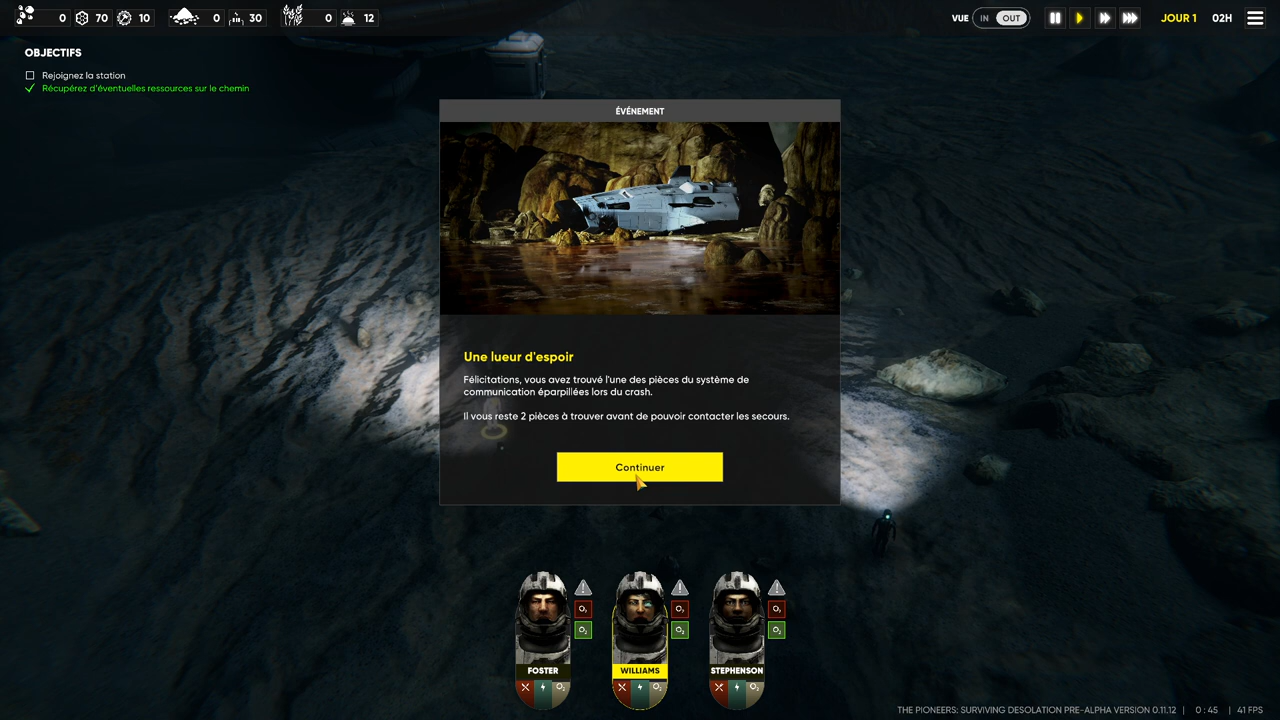 0 70 10 0 30 0 12 VUE IN OUT JOUR 1 02H
OBJECTIFS
Rejoignez la station
Récupérez d'éventuelles ressources sur le chemin
ÉVÉNEMENT
Une lueur d'espoir
Félicitations, vous avez trouvé l'une des pièces du système de
communication éparpillées lors du crash.
Il vous reste 2 pièces à trouver avant de pouvoir contacter les secours.
Continuer
FOSTER WILLIAMS STEPHENSON
THE PIONEERS: SURVIVING DESOLATION PRE-ALPHA VERSION 0.11.12 | 0 : 45 | 41 FPS